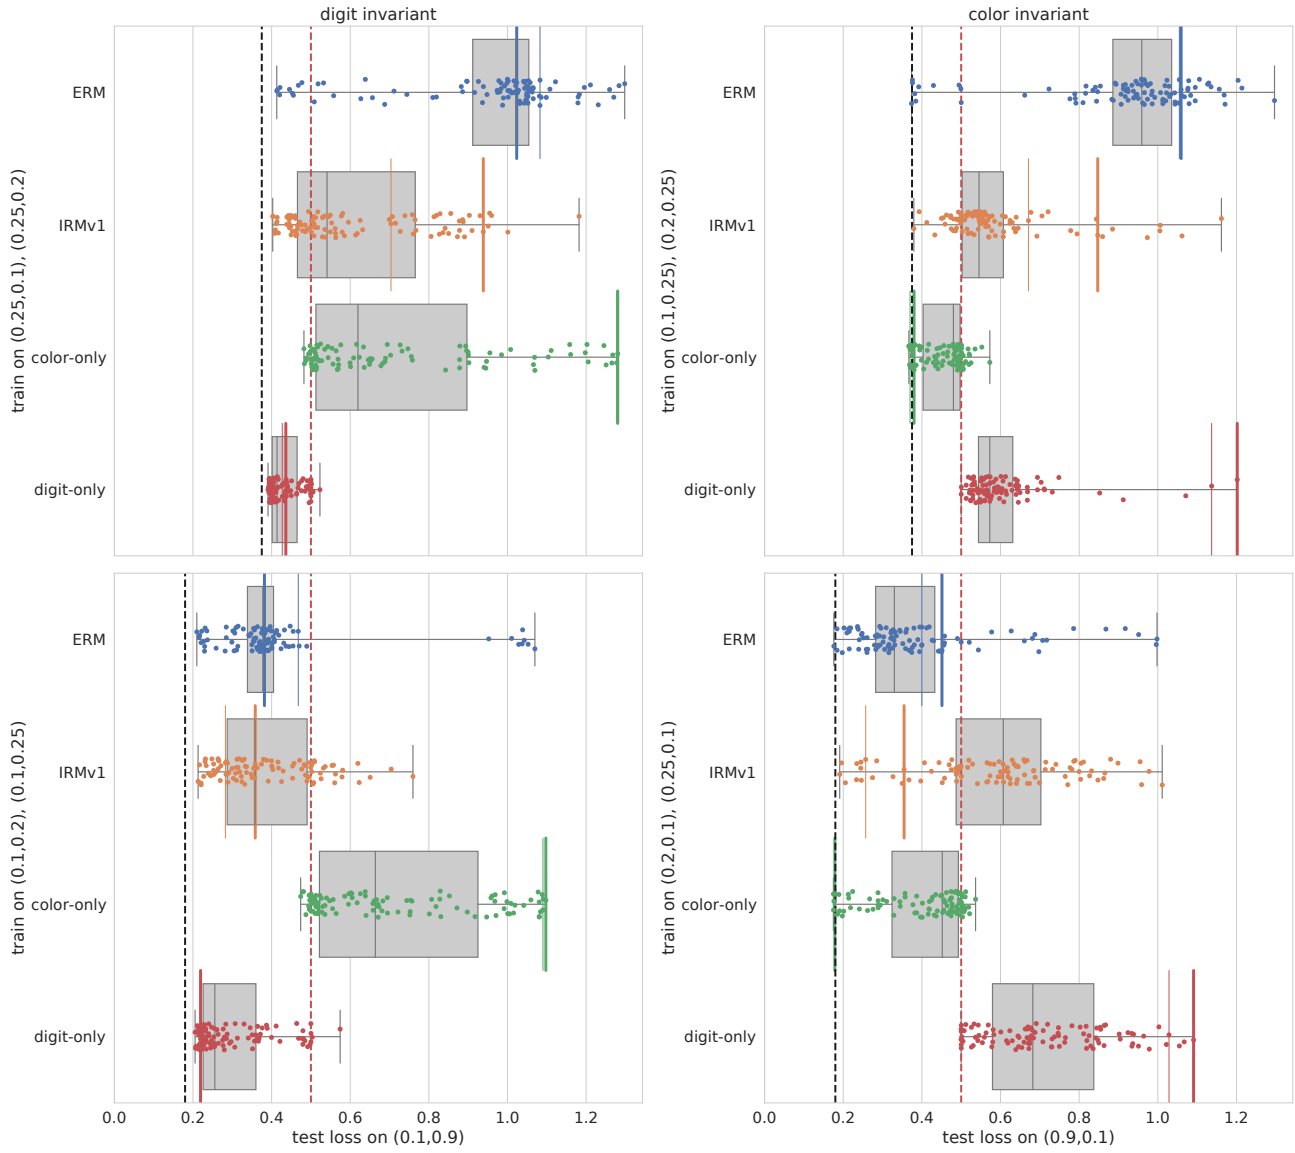 digit invariant
color invariant
train on (0.25,0.1), (0.25,0.2)
ERM
IRMv1
color-only
digit-only
train on (0.1,0.25), (0.2,0.25)
ERM
IRMv1
color-only
digit-only
train on (0.1,0.2), (0.1,0.25)
ERM
IRMv1
color-only
digit-only
0.0 0.2 0.4 0.6 0.8 1.0 1.2
test loss on (0.1,0.9)
train on (0.2,0.1), (0.25,0.1)
ERM
IRMv1
color-only
digit-only
0.0 0.2 0.4 0.6 0.8 1.0 1.2
test loss on (0.9,0.1)